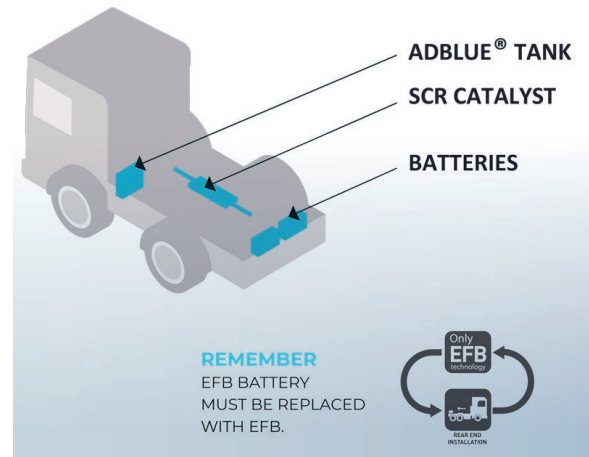 ADBLUE® TANK
SCR CATALYST
BATTERIES
Only
EFB
technology
REMEMBER
EFB BATTERY
MUST BE REPLACED
WITH EFB.
REAR END
INSTALLATION